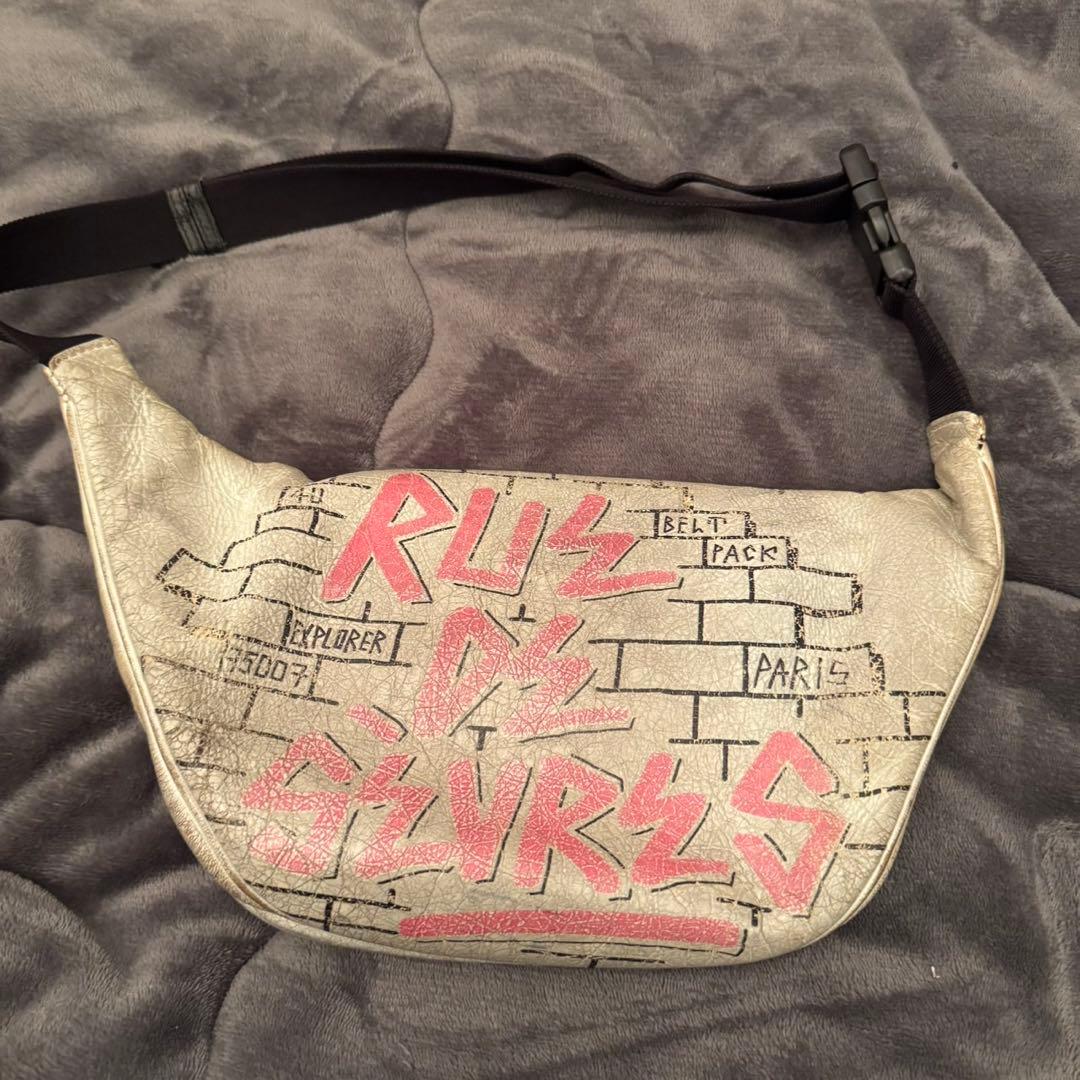 40
RUE
BELT
PACK
EXPLORER
DE
75007
PARIS
SÈVRES